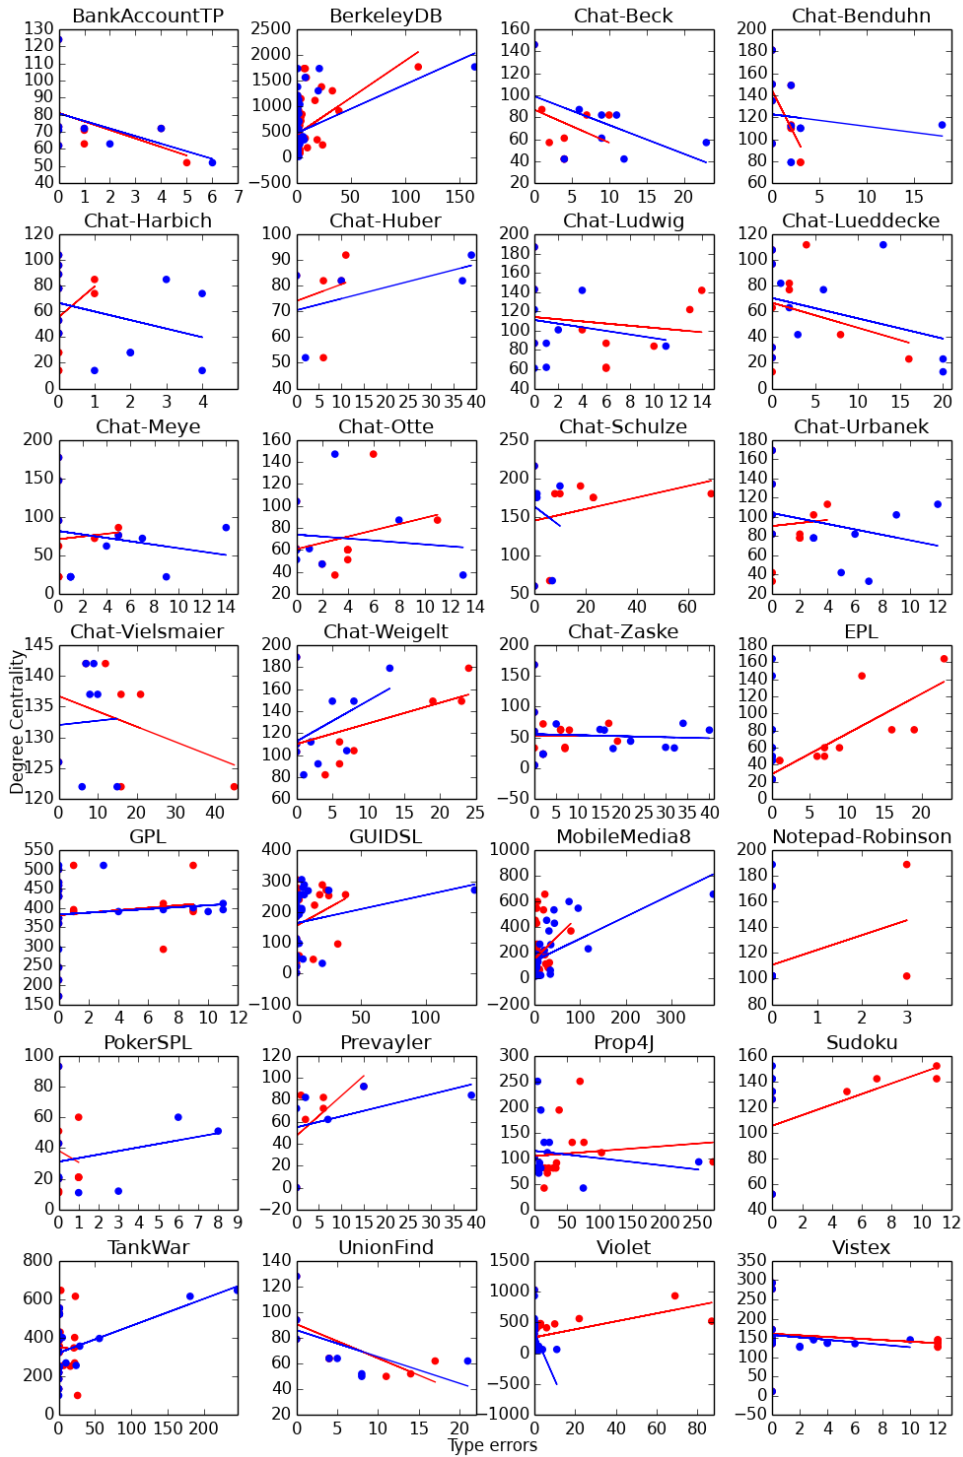 BankAccountTP BerkeleyDB Chat-Beck Chat-Benduhn
130 120 110 100 90 80 70 60 50 40
0 1 2 3 4 5 6 7
2500 2000 1500 1000 500 0 −500
0 50 100 150
160 140 120 100 80 60 40 20
0 5 10 15 20
200 180 160 140 120 100 80 60
0 5 10 15
Chat-Harbich Chat-Huber Chat-Ludwig Chat-Lueddecke
120 100 80 60 40 20 0
0 1 2 3 4
100 90 80 70 60 50 40
0 5 10 15 20 25 30 35 40
200 180 160 140 120 100 80 60 40
0 2 4 6 8 10 12 14
120 100 80 60 40 20 0
0 5 10 15 20
Chat-Meye Chat-Otte Chat-Schulze Chat-Urbanek
200 150 100 50 0
0 2 4 6 8 10 12 14
160 140 120 100 80 60 40 20
0 2 4 6 8 10 12 14
250 200 150 100 50
0 20 40 60
180 160 140 120 100 80 60 40 20
0 2 4 6 8 10 12
Chat-Vielsmaier Chat-Weigelt Chat-Zaske EPL
Degree Centrality
145 140 135 130 125 120
0 10 20 30 40
200 180 160 140 120 100 80 60
0 5 10 15 20 25
200 150 100 50 0 −50
0 5 10 15 20 25 30 35 40
180 160 140 120 100 80 60 40 20 0
0 5 10 15 20
GPL GUIDSL MobileMedia8 Notepad-Robinson
550 500 450 400 350 300 250 200 150
0 2 4 6 8 10 12
400 300 200 100 0 −100
0 50 100
1000 800 600 400 200 0 −200
0 100 200 300
200 180 160 140 120 100 80
0 1 2 3
PokerSPL Prevayler Prop4J Sudoku
100 80 60 40 20 0
0 1 2 3 4 5 6 7 8 9
120 100 80 60 40 20 0 −20
0 5 10 15 20 25 30 35 40
300 250 200 150 100 50 0
0 50 100 150 200 250
160 140 120 100 80 60 40
0 2 4 6 8 10 12
TankWar UnionFind Violet Vistex
800 600 400 200 0
0 50 100 150 200
140 120 100 80 60 40 20
0 5 10 15 20
1500 1000 500 0 −500 −1000
0 20 40 60 80
350 300 250 200 150 100 50 0 −50
0 2 4 6 8 10 12
Type errors